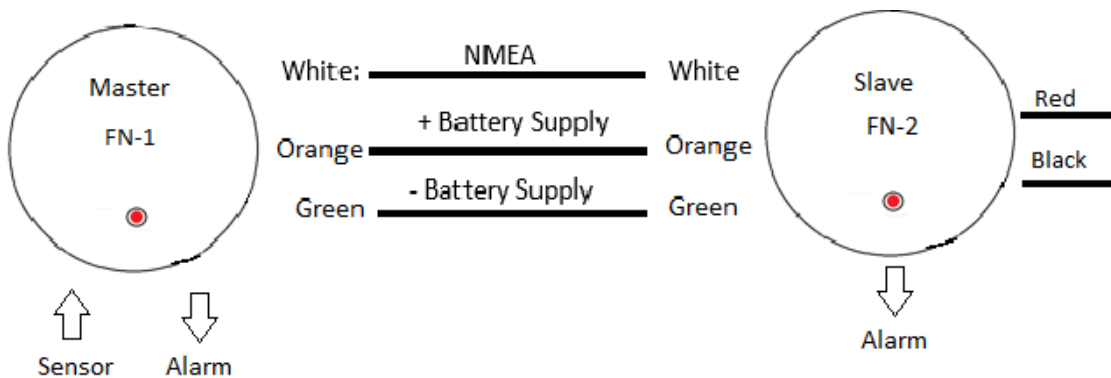 Master
FN-1
White: NMEA White
Orange + Battery Supply Orange
Green - Battery Supply Green
Slave
FN-2
Red
Black
Sensor Alarm
Alarm